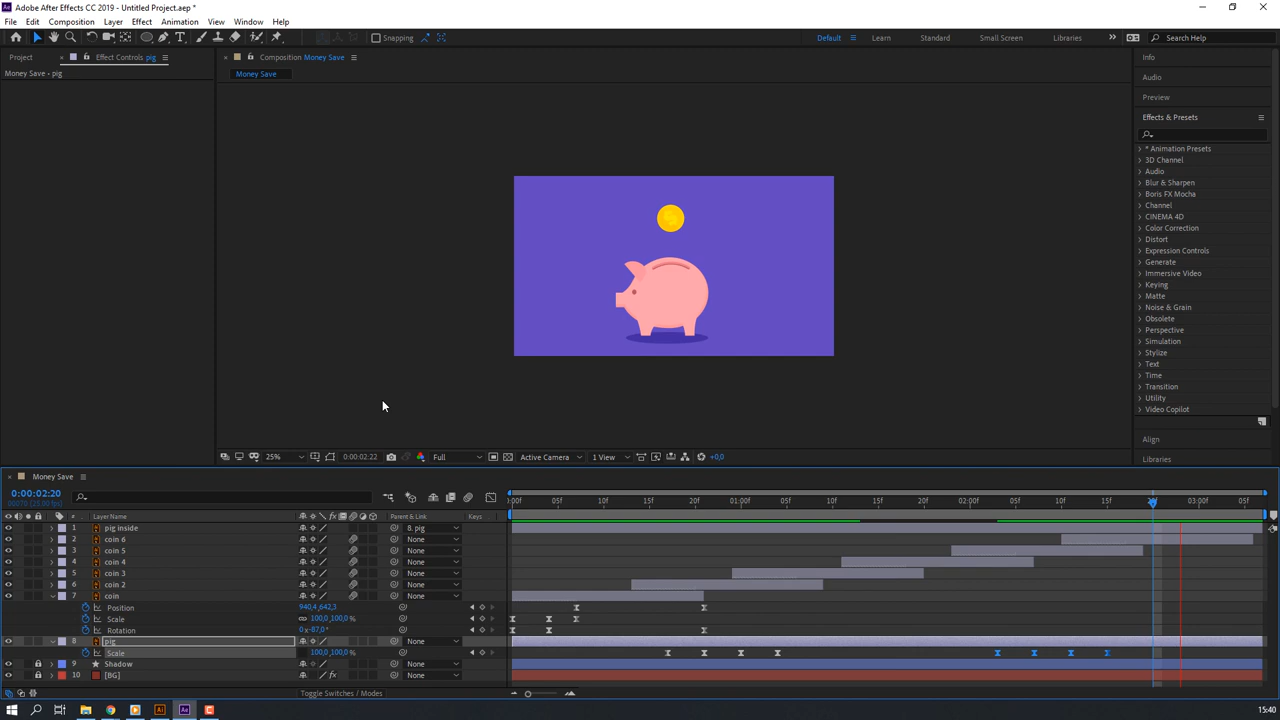 Adobe After Effects CC 2019 - Untitled Project.aep *
File Edit Composition Layer Effect Animation View Window Help
Snapping Default Learn Standard Small Screen Libraries Search Help
Project Effect Controls pig Composition Money Save Info
Money Save • pig Money Save Audio
Preview
Effects & Presets
* Animation Presets
3D Channel
Audio
Blur & Sharpen
Boris FX Mocha
Channel
CINEMA 4D
Color Correction
Distort
Expression Controls
Generate
Immersive Video
Keying
Matte
Noise & Grain
Obsolete
Perspective
Simulation
Stylize
Text
Time
Transition
Utility
Video Copilot
Align
Libraries
25% 0:00:02:22 Full Active Camera 1 View +0,0
Money Save
0:00:02:20
:00f 05f 10f 15f 20f 01:00f 05f 10f 15f 20f 02:00f 05f 10f 15f 03:00f 05f
# Layer Name fx Parent & Link Keys
1 pig inside 8. pig
2 coin 6 None
3 coin 5 None
4 coin 4 None
5 coin 3 None
6 coin 2 None
7 coin None
Position 940,4,642,3
Scale 100,0,100,0%
Rotation 0x-87,0°
8 pig None
Scale 100,0,100,0%
9 Shadow None
10 [BG] fx None
Toggle Switches / Modes
15:40